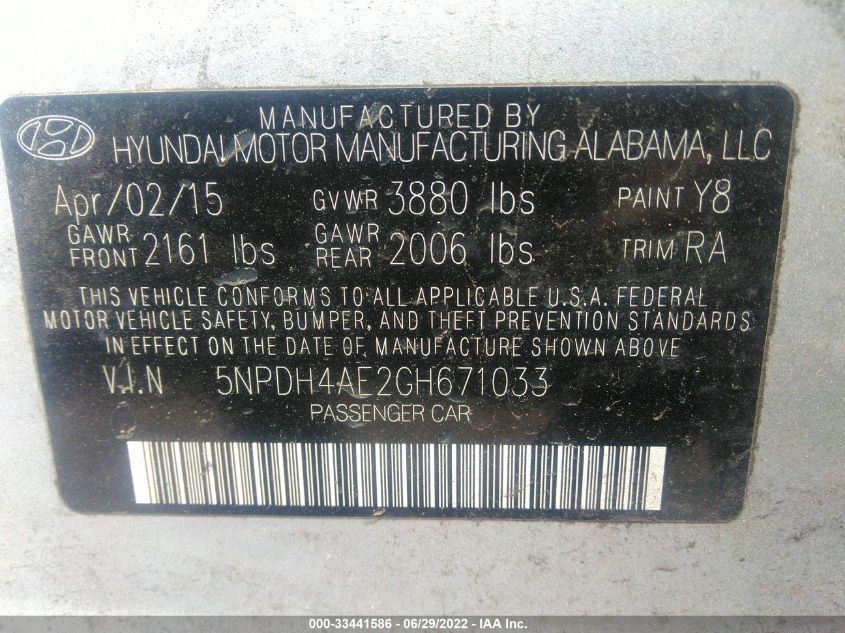 MANUFACTURED BY
HYUNDAI MOTOR MANUFACTURING ALABAMA, LLC
Apr/02/15 GVWR 3880 lbs PAINT Y8
GAWR FRONT 2161 lbs GAWR REAR 2006 lbs TRIM RA
THIS VEHICLE CONFORMS TO ALL APPLICABLE U.S.A. FEDERAL
MOTOR VEHICLE SAFETY, BUMPER, AND THEFT PREVENTION STANDARDS
IN EFFECT ON THE DATE OF MANUFACTURE SHOWN ABOVE
V.I.N 5NPDH4AE2GH671033
PASSENGER CAR
000-33441586 - 06/29/2022 - IAA Inc.